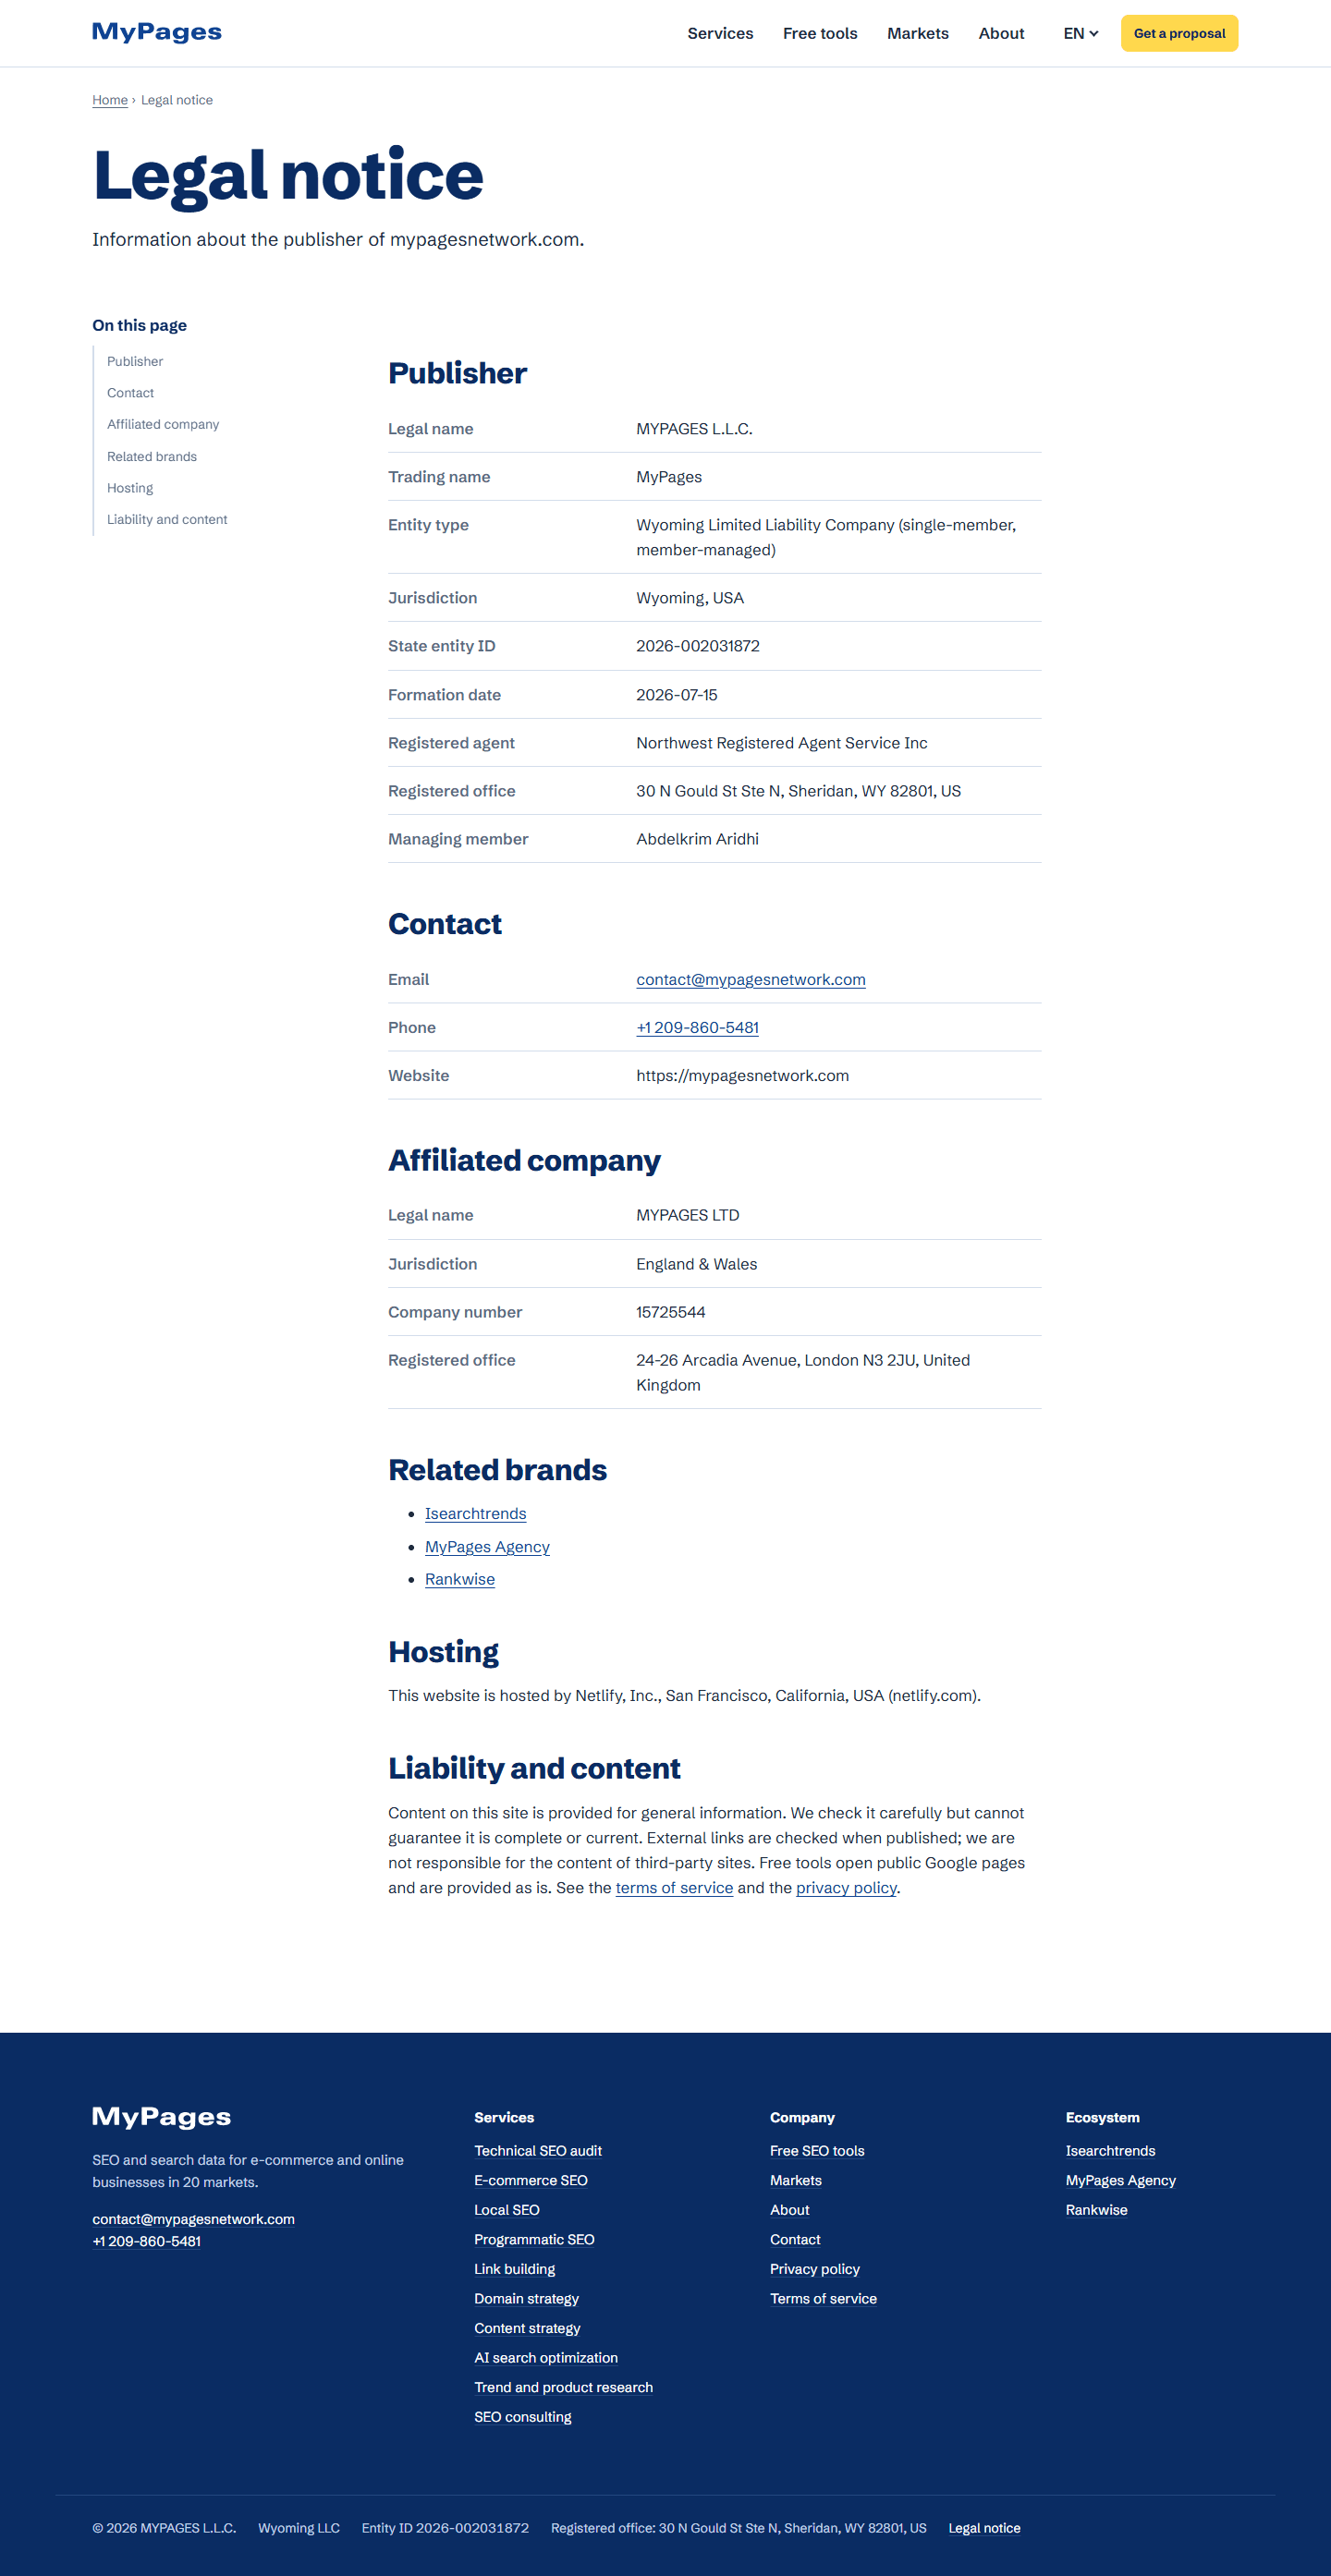 MyPages
Services Free tools Markets About EN Get a proposal
Home › Legal notice
Legal notice
Information about the publisher of mypagesnetwork.com.
On this page
Publisher
Contact
Affiliated company
Related brands
Hosting
Liability and content
Publisher
Legal name MYPAGES L.L.C.
Trading name MyPages
Entity type Wyoming Limited Liability Company (single-member,
member-managed)
Jurisdiction Wyoming, USA
State entity ID 2026-002031872
Formation date 2026-07-15
Registered agent Northwest Registered Agent Service Inc
Registered office 30 N Gould St Ste N, Sheridan, WY 82801, US
Managing member Abdelkrim Aridhi
Contact
Email contact@mypagesnetwork.com
Phone +1 209-860-5481
Website https://mypagesnetwork.com
Affiliated company
Legal name MYPAGES LTD
Jurisdiction England & Wales
Company number 15725544
Registered office 24-26 Arcadia Avenue, London N3 2JU, United
Kingdom
Related brands
• Isearchtrends
• MyPages Agency
• Rankwise
Hosting
This website is hosted by Netlify, Inc., San Francisco, California, USA (netlify.com).
Liability and content
Content on this site is provided for general information. We check it carefully but cannot
guarantee it is complete or current. External links are checked when published; we are
not responsible for the content of third-party sites. Free tools open public Google pages
and are provided as is. See the terms of service and the privacy policy.
MyPages
SEO and search data for e-commerce and online
businesses in 20 markets.
contact@mypagesnetwork.com
+1 209-860-5481
Services
Technical SEO audit
E-commerce SEO
Local SEO
Programmatic SEO
Link building
Domain strategy
Content strategy
AI search optimization
Trend and product research
SEO consulting
Company
Free SEO tools
Markets
About
Contact
Privacy policy
Terms of service
Ecosystem
Isearchtrends
MyPages Agency
Rankwise
© 2026 MYPAGES L.L.C. Wyoming LLC Entity ID 2026-002031872 Registered office: 30 N Gould St Ste N, Sheridan, WY 82801, US Legal notice